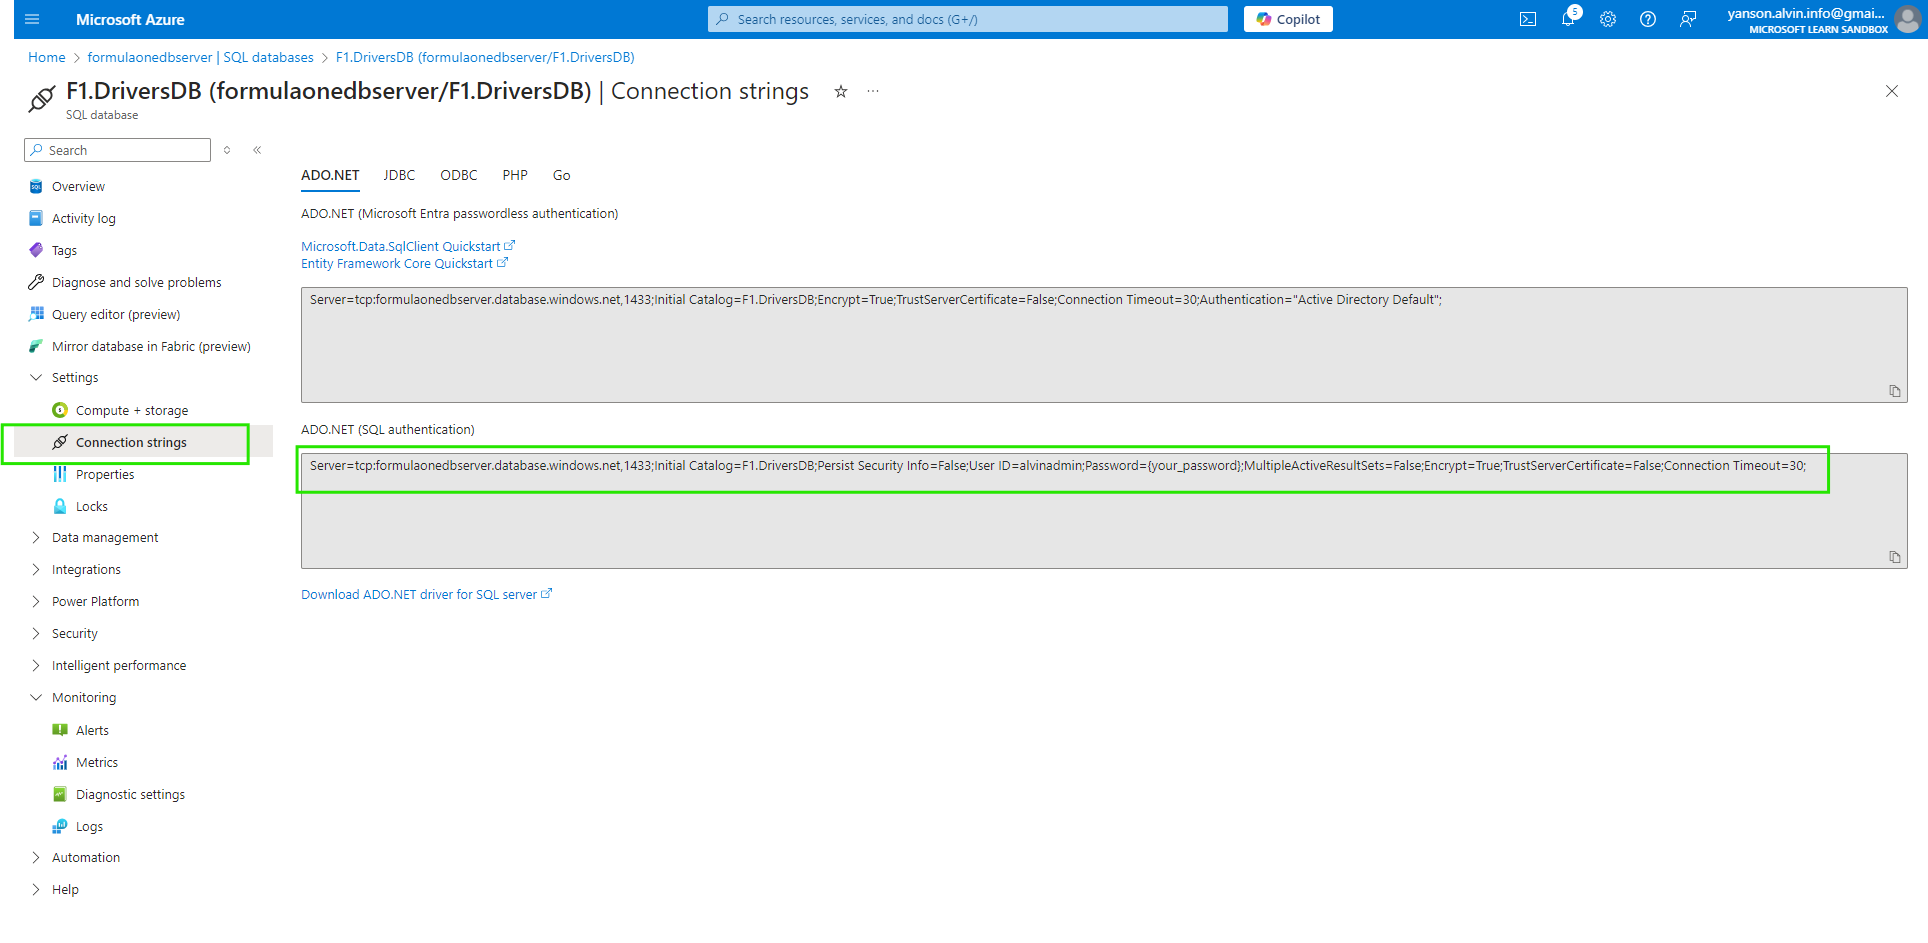 Microsoft Azure
Search resources, services, and docs (G+/)
Copilot
5
yanson.alvin.info@gmai...
MICROSOFT LEARN SANDBOX
Home > formulaonedbserver | SQL databases > F1.DriversDB (formulaonedbserver/F1.DriversDB)
F1.DriversDB (formulaonedbserver/F1.DriversDB) | Connection strings
SQL database
Search
Overview
Activity log
Tags
Diagnose and solve problems
Query editor (preview)
Mirror database in Fabric (preview)
Settings
Compute + storage
Connection strings
Properties
Locks
Data management
Integrations
Power Platform
Security
Intelligent performance
Monitoring
Alerts
Metrics
Diagnostic settings
Logs
Automation
Help
ADO.NET JDBC ODBC PHP Go
ADO.NET (Microsoft Entra passwordless authentication)
Microsoft.Data.SqlClient Quickstart
Entity Framework Core Quickstart
Server=tcp:formulaonedbserver.database.windows.net,1433;Initial Catalog=F1.DriversDB;Encrypt=True;TrustServerCertificate=False;Connection Timeout=30;Authentication="Active Directory Default";
ADO.NET (SQL authentication)
Server=tcp:formulaonedbserver.database.windows.net,1433;Initial Catalog=F1.DriversDB;Persist Security Info=False;User ID=alvinadmin;Password={your_password};MultipleActiveResultSets=False;Encrypt=True;TrustServerCertificate=False;Connection Timeout=30;
Download ADO.NET driver for SQL server